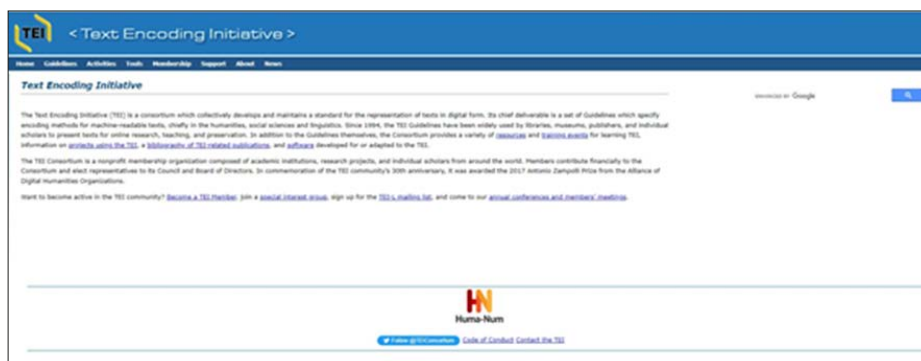 TEI < Text Encoding Initiative >
Home Guidelines Activities Tools Membership Support About News
Text Encoding Initiative
ENHANCED BY Google
The Text Encoding Initiative (TEI) is a consortium which collectively develops and maintains a standard for the representation of texts in digital form. Its chief deliverable is a set of Guidelines which specify
encoding methods for machine-readable texts, chiefly in the humanities, social sciences and linguistics. Since 1994, the TEI Guidelines have been widely used by libraries, museums, publishers, and individual
scholars to present texts for online research, teaching, and preservation. In addition to the Guidelines themselves, the Consortium provides a variety of resources and training events for learning TEI,
information on projects using the TEI, a bibliography of TEI-related publications, and software developed for or adapted to the TEI.
The TEI Consortium is a nonprofit membership organization composed of academic institutions, research projects, and individual scholars from around the world. Members contribute financially to the
Consortium and elect representatives to its Council and Board of Directors. In commemoration of the TEI community's 30th anniversary, it was awarded the 2017 Antonio Zampolli Prize from the Alliance of
Digital Humanities Organizations.
Want to become active in the TEI community? Become a TEI Member, join a special interest group, sign up for the TEI-L mailing list, and come to our annual conferences and members' meetings.
HN
Huma-Num
Follow @TEIConsortium Code of Conduct Contact the TEI